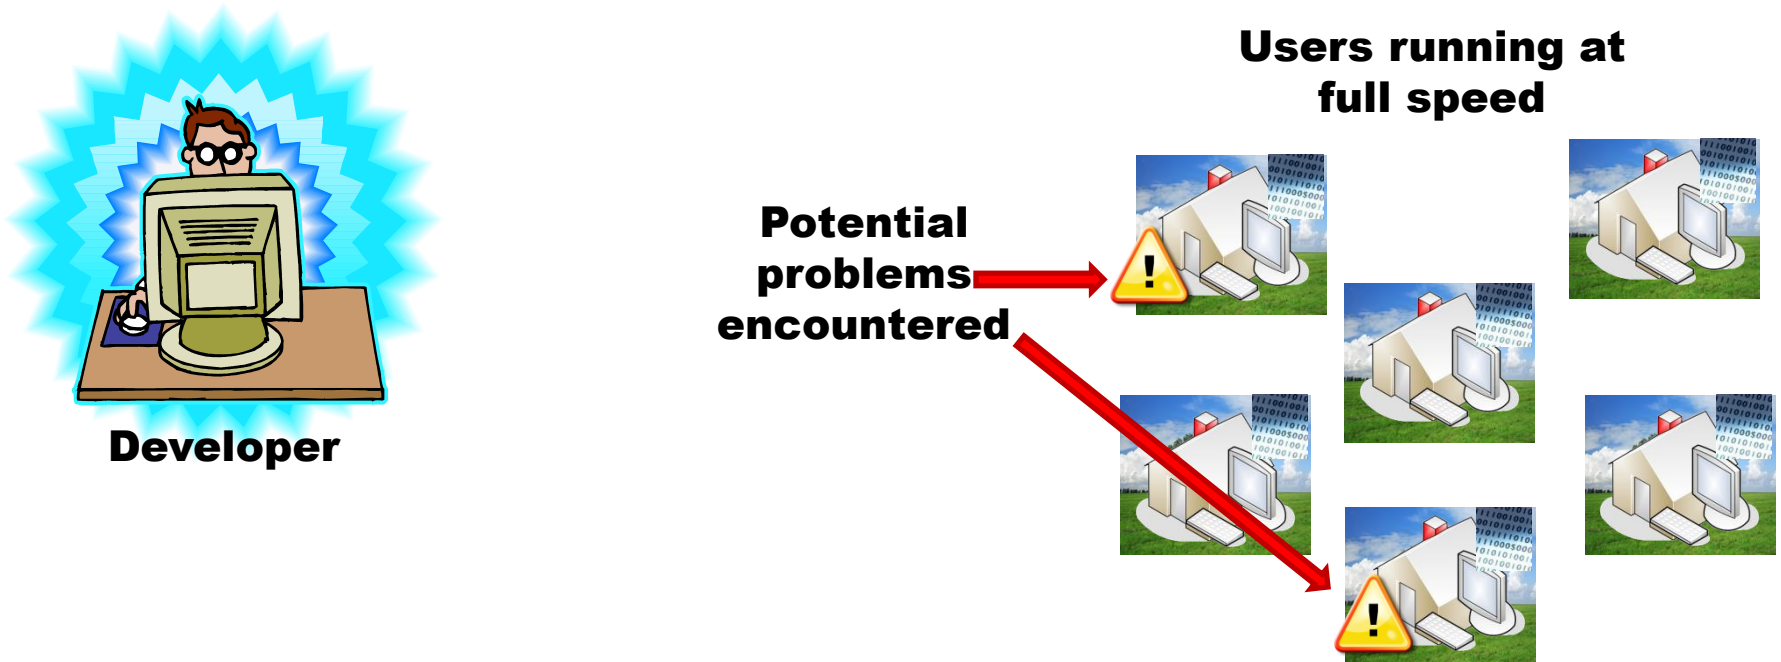 Users running at
full speed
Potential
problems
encountered
Developer